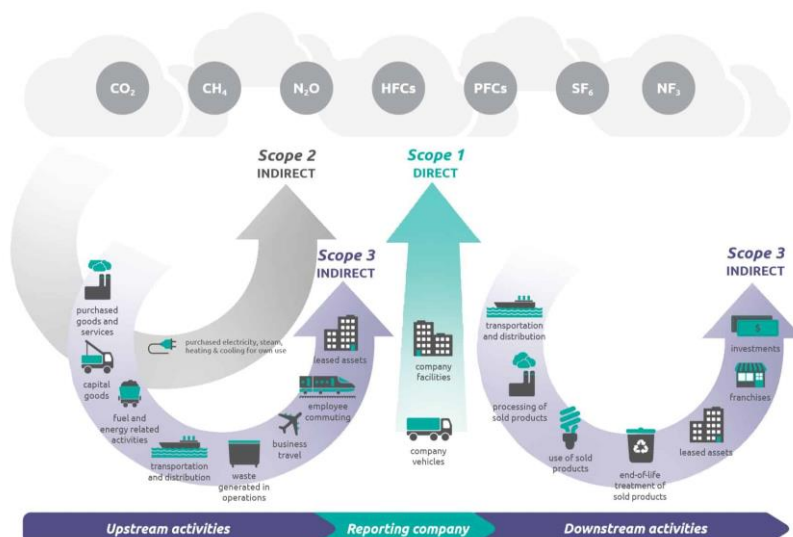 CO₂
CH₄
N₂O
HFCs
PFCs
SF₆
NF₃
Scope 2
INDIRECT
Scope 1
DIRECT
Scope 3
INDIRECT
Scope 3
INDIRECT
purchased
goods and
services
capital
goods
fuel and
energy related
activities
transportation
and distribution
waste
generated in
operations
business
travel
employee
commuting
leased assets
purchased electricity, steam,
heating & cooling for own use
company
facilities
company
vehicles
transportation
and distribution
processing of
sold products
use of sold
products
end-of-life
treatment of
sold products
leased assets
franchises
$
investments
Upstream activities
Reporting company
Downstream activities